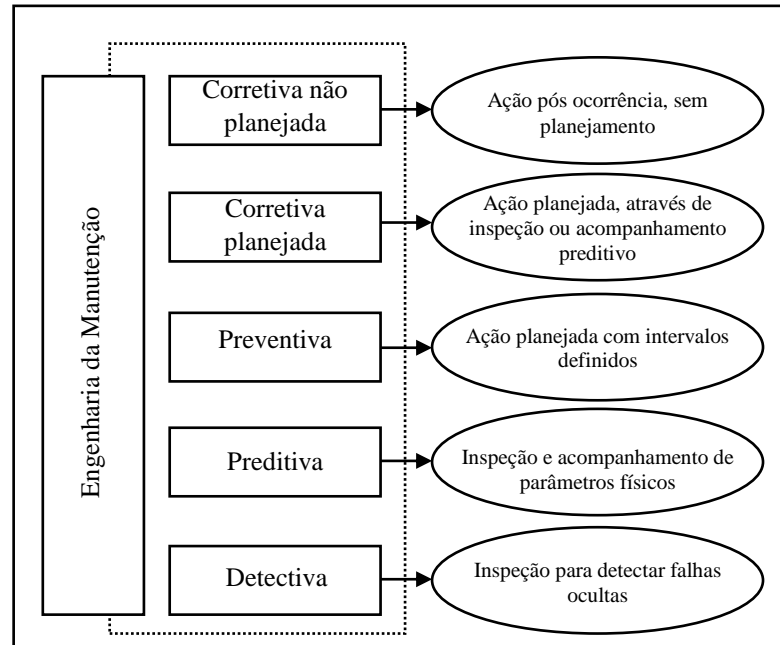 Engenharia da Manutenção
Corretiva não
planejada
Ação pós ocorrência, sem
planejamento
Corretiva
planejada
Ação planejada, através de
inspeção ou acompanhamento
preditivo
Preventiva
Ação planejada com intervalos
definidos
Preditiva
Inspeção e acompanhamento de
parâmetros físicos
Detectiva
Inspeção para detectar falhas
ocultas